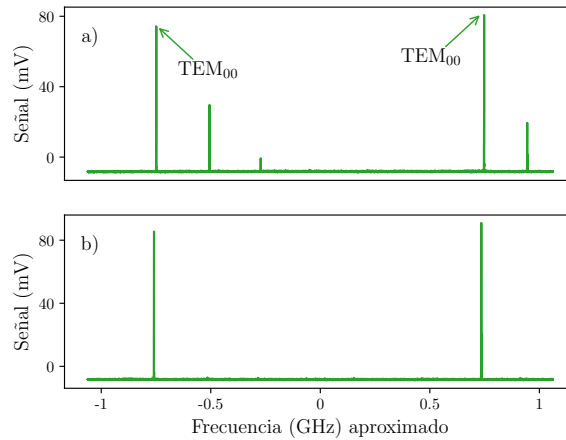 80
a)
TEM₀₀
TEM₀₀
40
0
Señal (mV)
80
b)
40
0
Señal (mV)
-1
-0.5
0
0.5
1
Frecuencia (GHz) aproximado